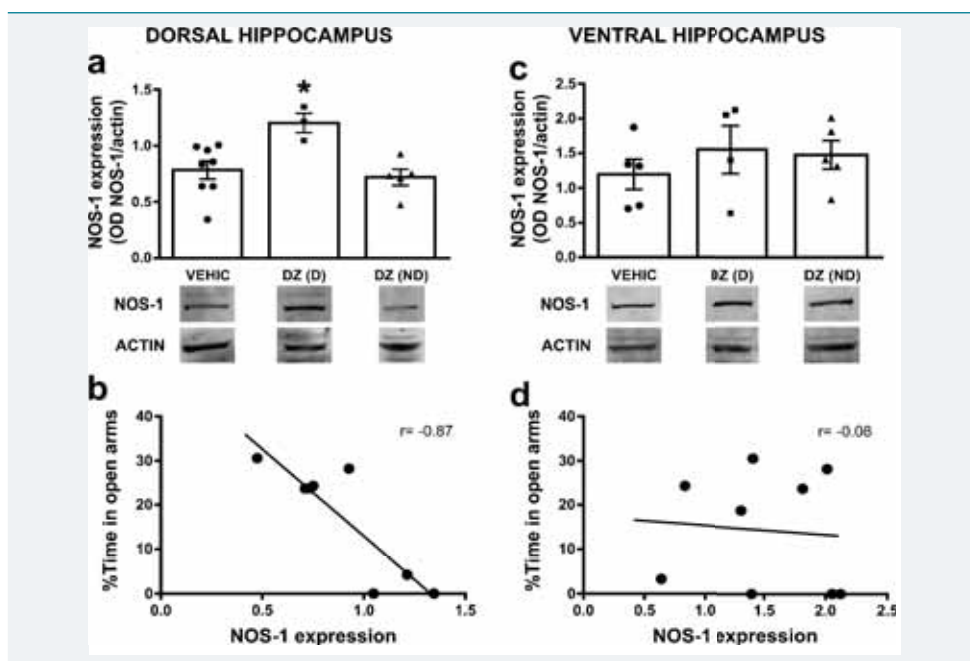 DORSAL HIPPOCAMPUS
VENTRAL HIPPOCAMPUS
a
NOS-1 expression
(OD NOS-1/actin)
1.5
1.0
0.5
0.0
*
VEHIC DZ (D) DZ (ND)
NOS-1
ACTIN
c
NOS-1 expression
(OD NOS-1/actin)
2.5
2.0
1.5
1.0
0.5
0.0
VEHIC DZ (D) DZ (ND)
NOS-1
ACTIN
b
%Time in open arms
40
30
20
10
0
r= -0.87
0.0 0.5 1.0 1.5
NOS-1 expression
d
%Time in open arms
40
30
20
10
0
r= -0.08
0.0 0.5 1.0 1.5 2.0 2.5
NOS-1 expression